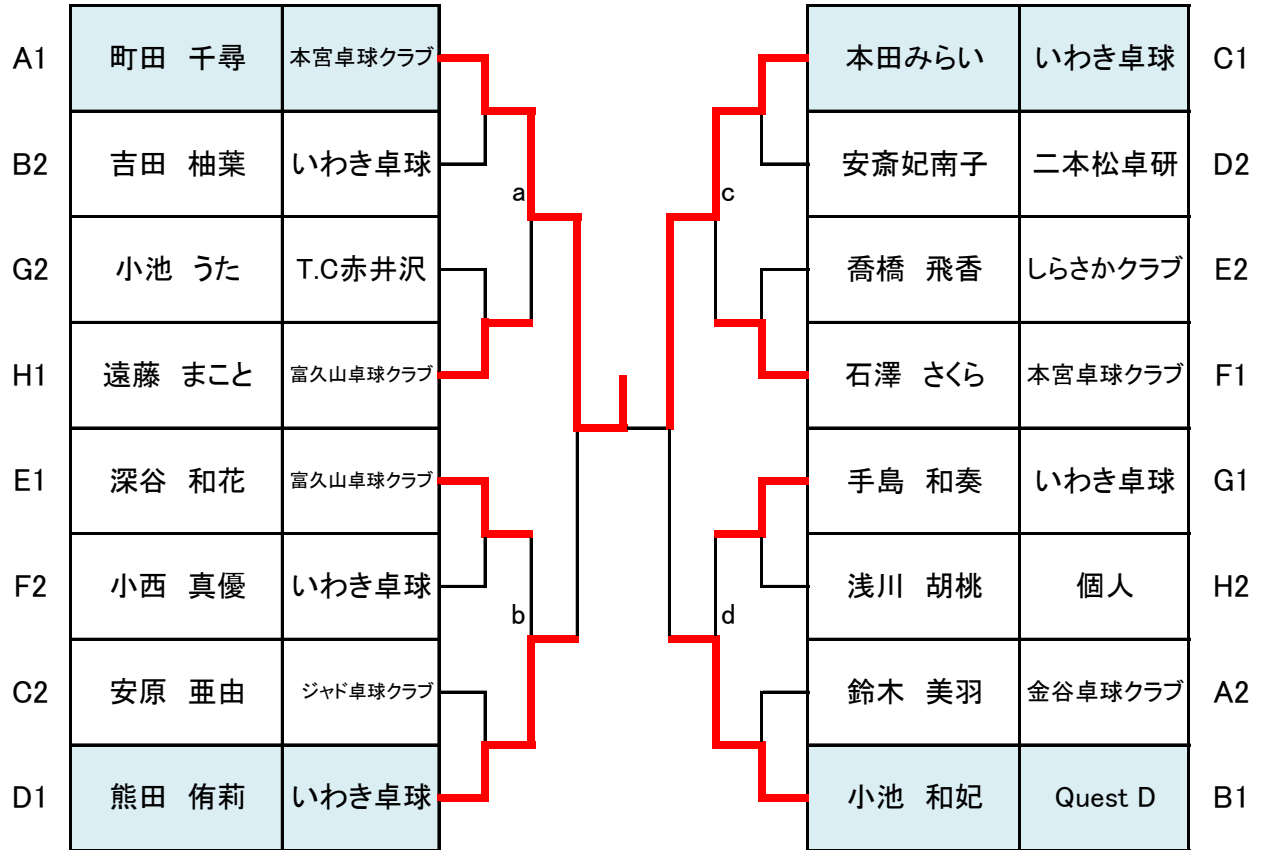 A1 町田 千尋 本宮卓球クラブ
B2 吉田 柚葉 いわき卓球
a
G2 小池 うた T.C赤井沢
H1 遠藤 まこと 富久山卓球クラブ
E1 深谷 和花 富久山卓球クラブ
F2 小西 真優 いわき卓球
b
C2 安原 亜由 ジャド卓球クラブ
D1 熊田 侑莉 いわき卓球
本田みらい いわき卓球 C1
安斎妃南子 二本松卓研 D2
c
喬橋 飛香 しらさかクラブ E2
石澤 さくら 本宮卓球クラブ F1
手島 和奏 いわき卓球 G1
浅川 胡桃 個人 H2
d
鈴木 美羽 金谷卓球クラブ A2
小池 和妃 Quest D B1